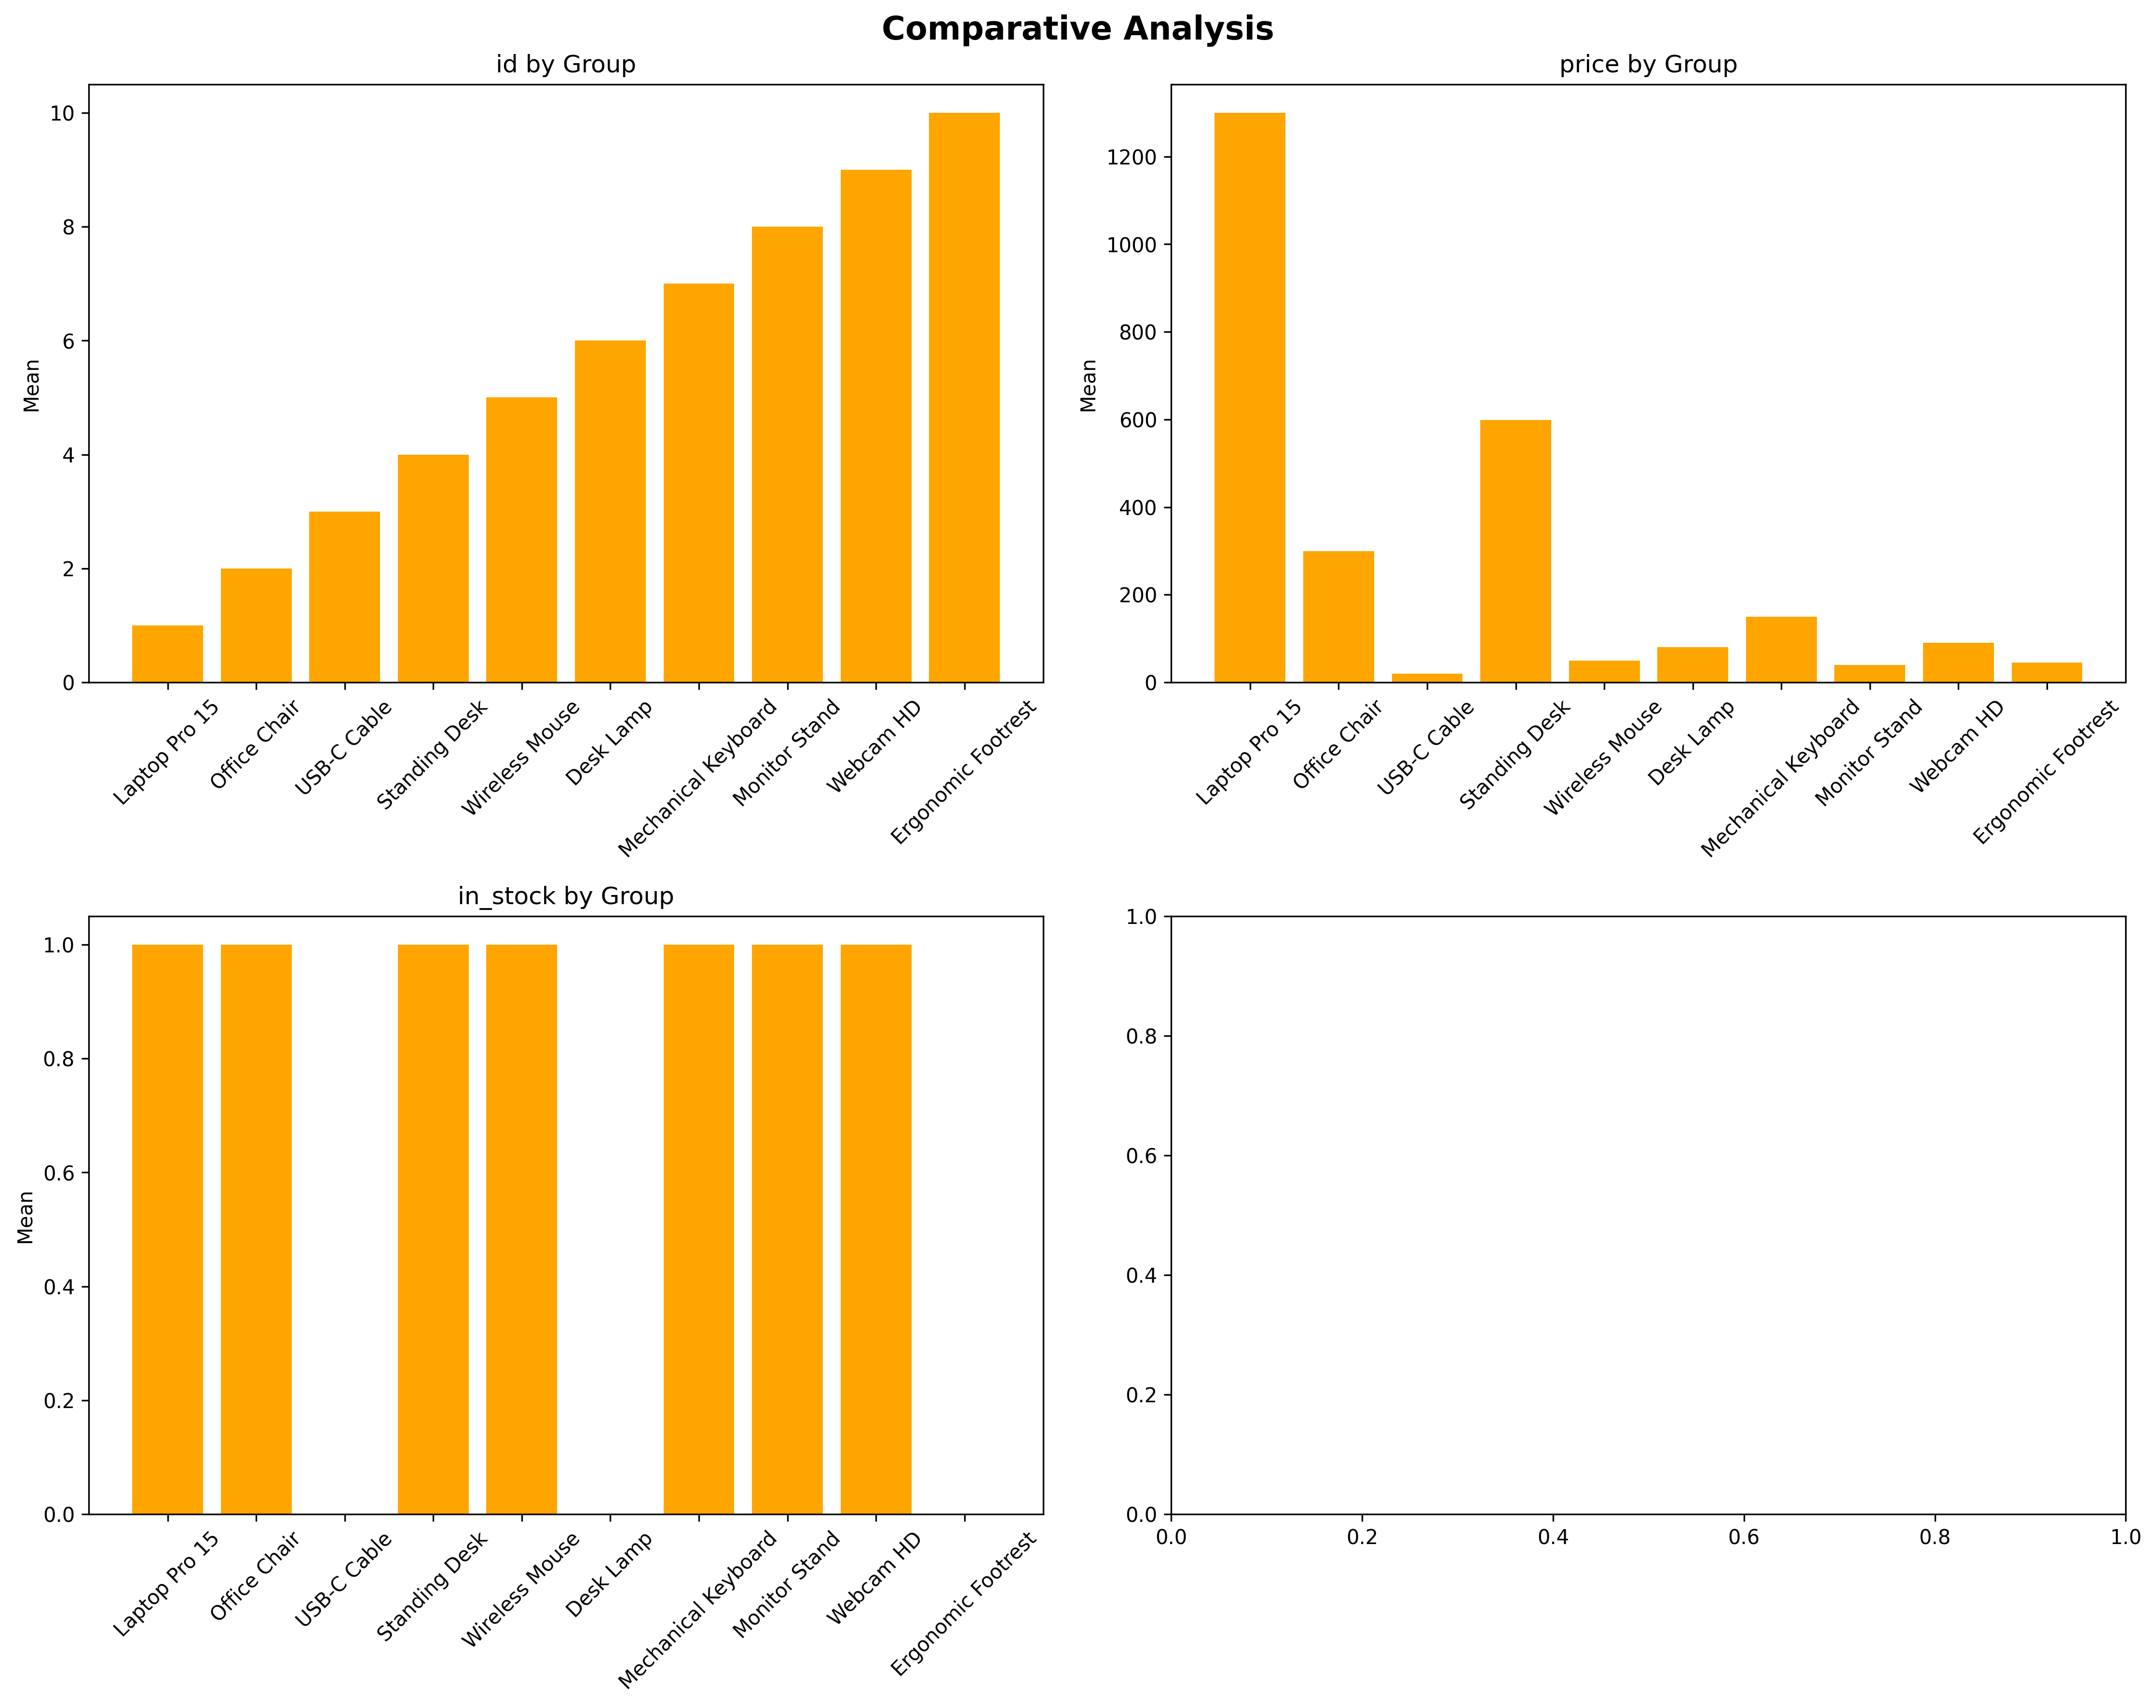 Comparative Analysis
id by Group
Mean
10
8
6
4
2
0
Laptop Pro 15
Office Chair
USB-C Cable
Standing Desk
Wireless Mouse
Desk Lamp
Mechanical Keyboard
Monitor Stand
Webcam HD
Ergonomic Footrest
price by Group
Mean
1200
1000
800
600
400
200
0
Laptop Pro 15
Office Chair
USB-C Cable
Standing Desk
Wireless Mouse
Desk Lamp
Mechanical Keyboard
Monitor Stand
Webcam HD
Ergonomic Footrest
in_stock by Group
Mean
1.0
0.8
0.6
0.4
0.2
0.0
Laptop Pro 15
Office Chair
USB-C Cable
Standing Desk
Wireless Mouse
Desk Lamp
Mechanical Keyboard
Monitor Stand
Webcam HD
Ergonomic Footrest
1.0
0.8
0.6
0.4
0.2
0.0
0.0 0.2 0.4 0.6 0.8 1.0